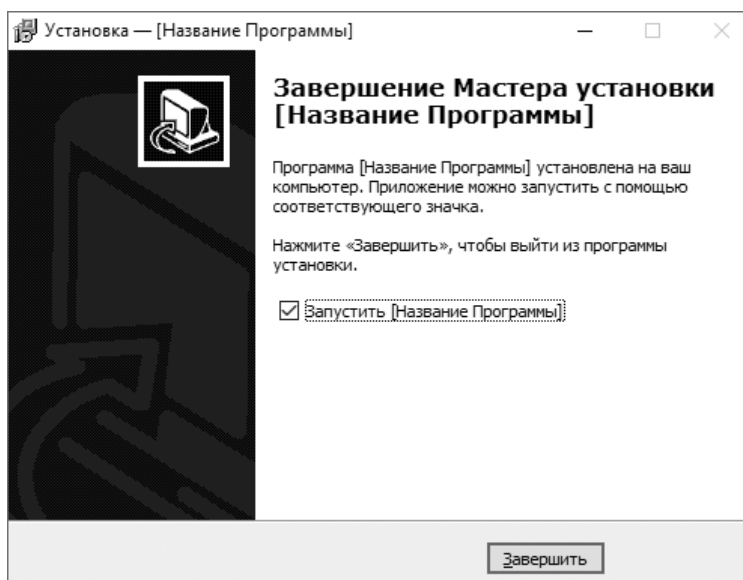 Установка — [Название Программы]
Завершение Мастера установки
[Название Программы]
Программа [Название Программы] установлена на ваш
компьютер. Приложение можно запустить с помощью
соответствующего значка.
Нажмите «Завершить», чтобы выйти из программы
установки.
Запустить [Название Программы]
Завершить